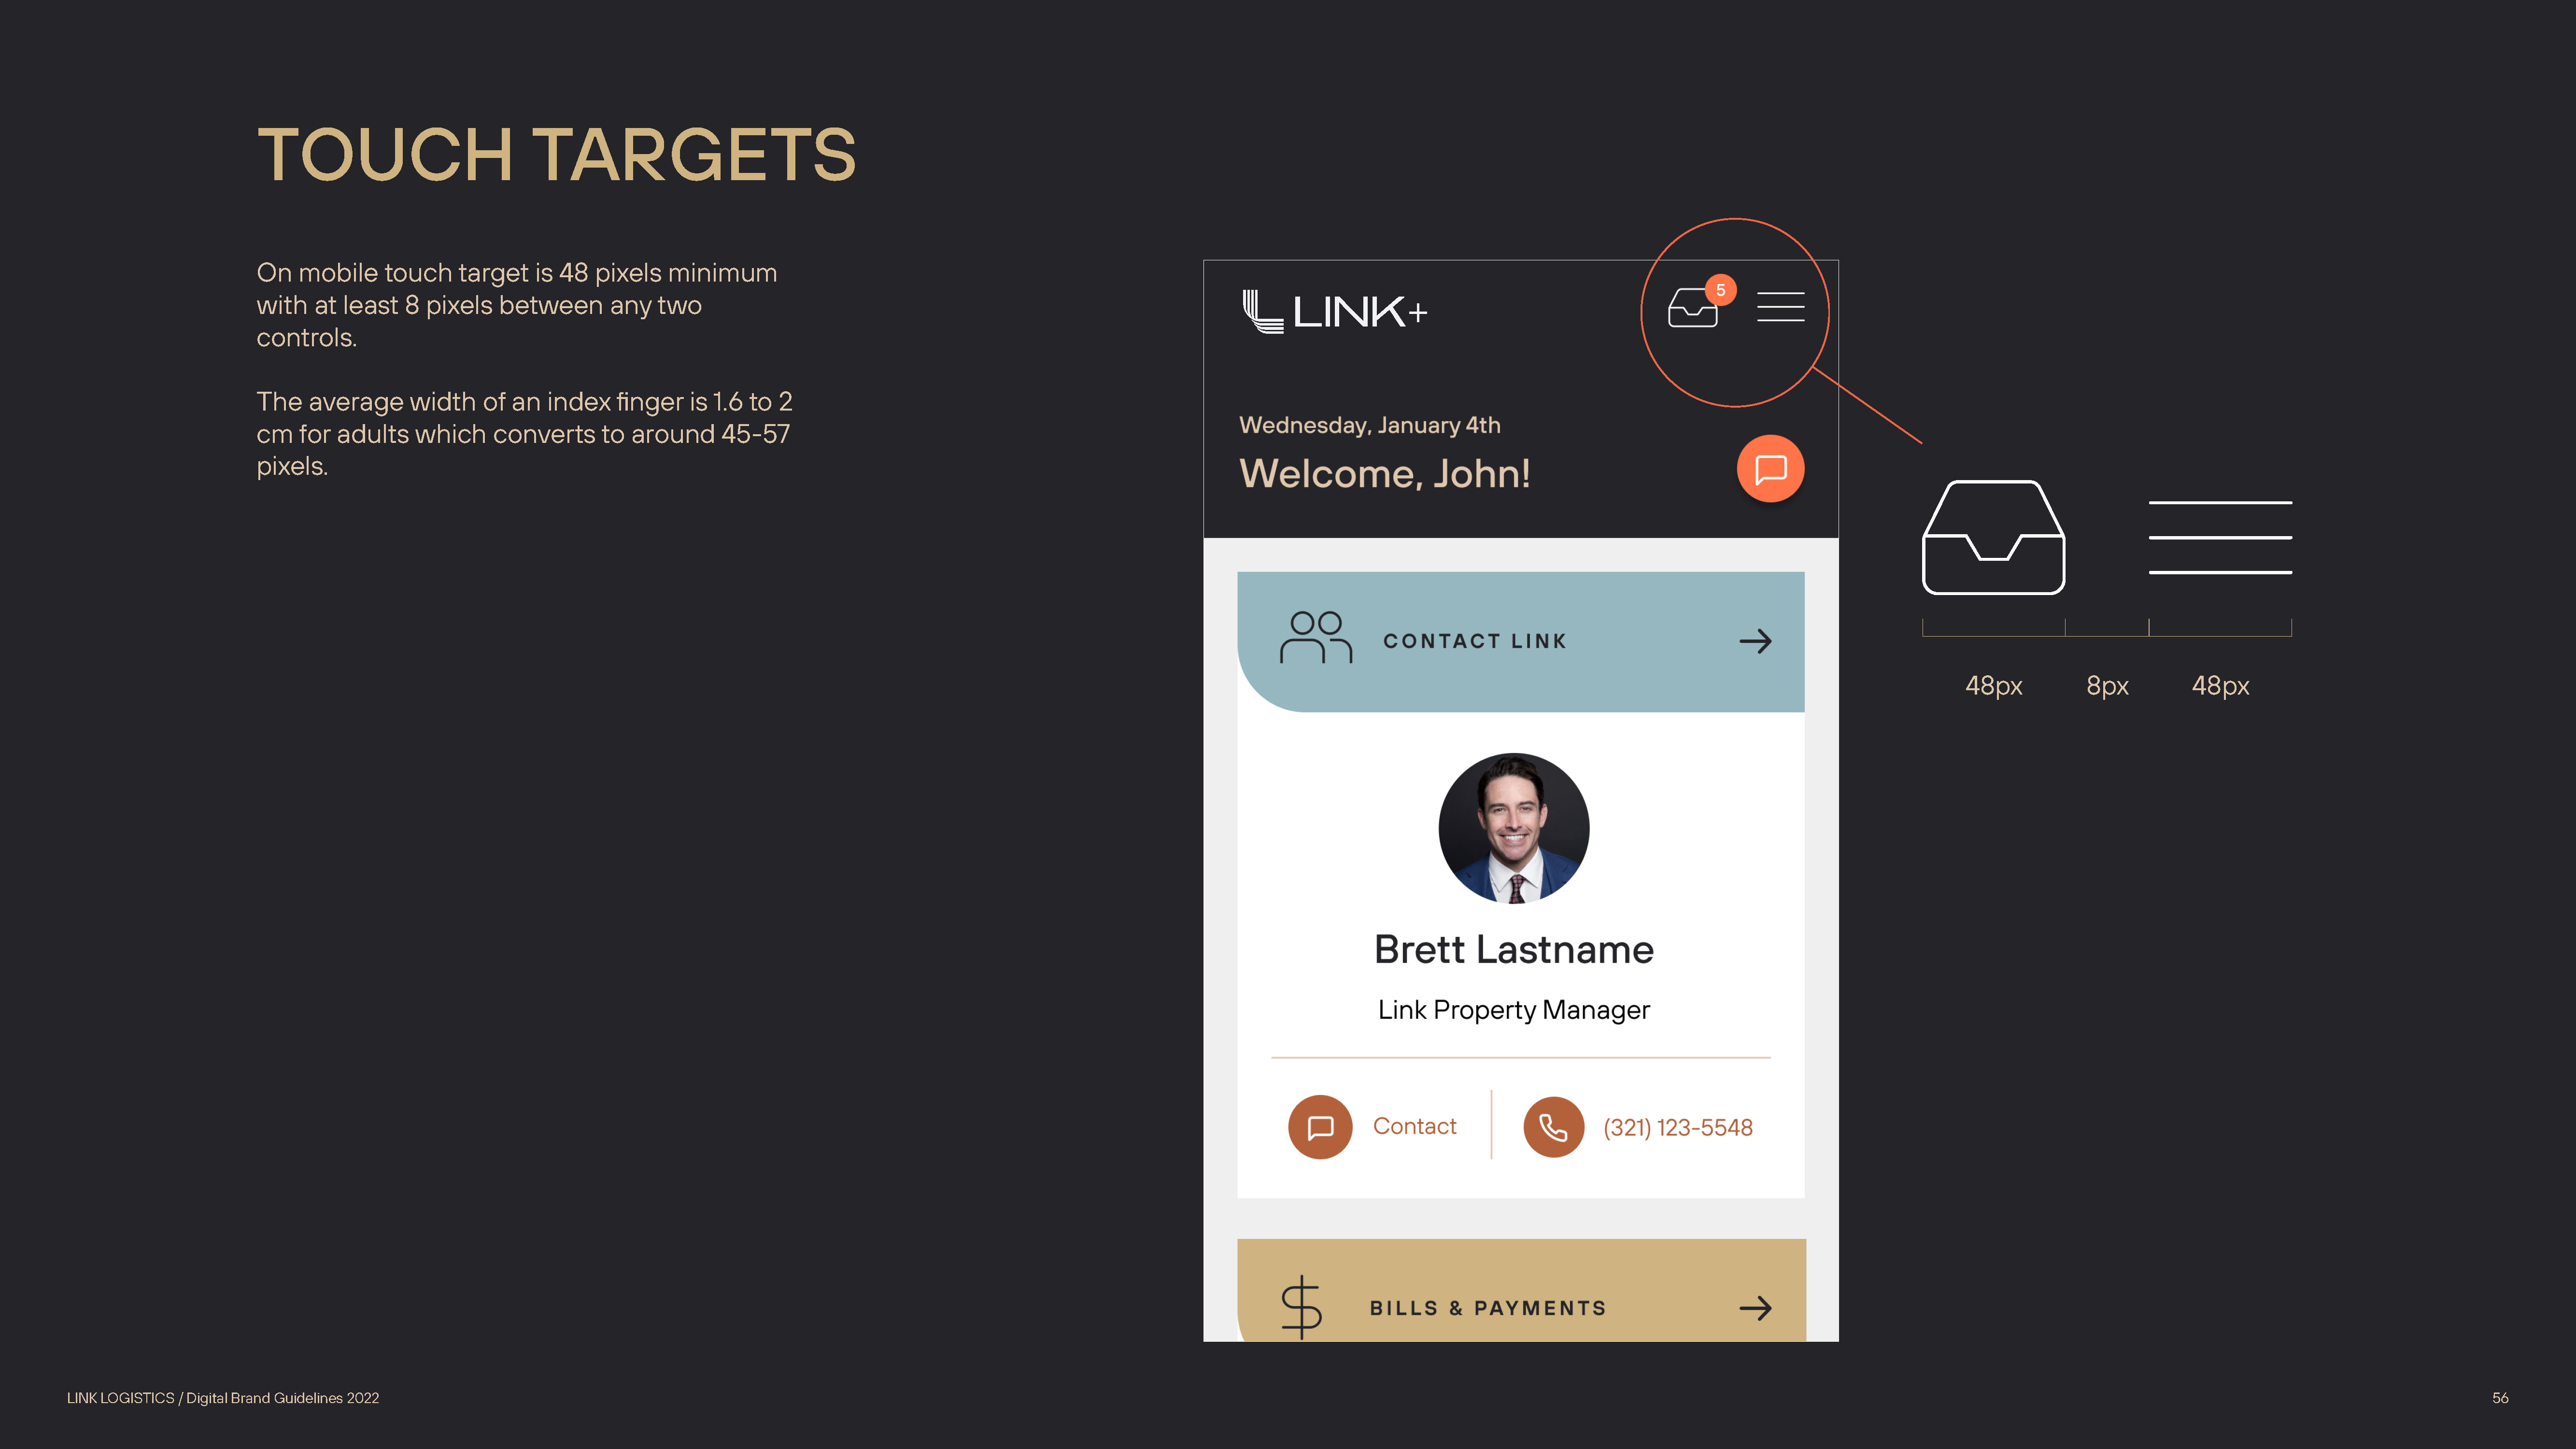 TOUCH TARGETS
On mobile touch target is 48 pixels minimum
with at least 8 pixels between any two
controls.
The average width of an index finger is 1.6 to 2
cm for adults which converts to around 45-57
pixels.
LINK+
5
Wednesday, January 4th
Welcome, John!
CONTACT LINK
48px 8px 48px
Brett Lastname
Link Property Manager
Contact
(321) 123-5548
BILLS & PAYMENTS
LINK LOGISTICS / Digital Brand Guidelines 2022
56